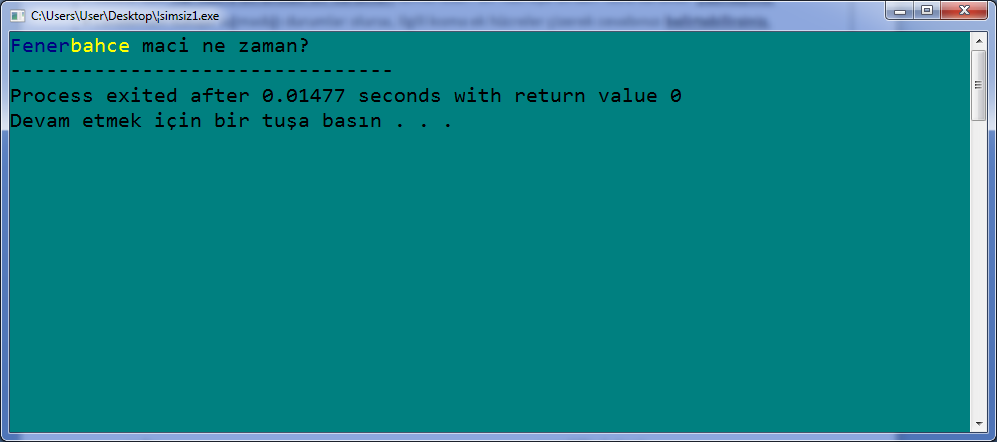 C:\Users\User\Desktop\¦simsiz1.exe
Fenerbahce maci ne zaman?
--------------------------------
Process exited after 0.01477 seconds with return value 0
Devam etmek için bir tuşa basın . . .